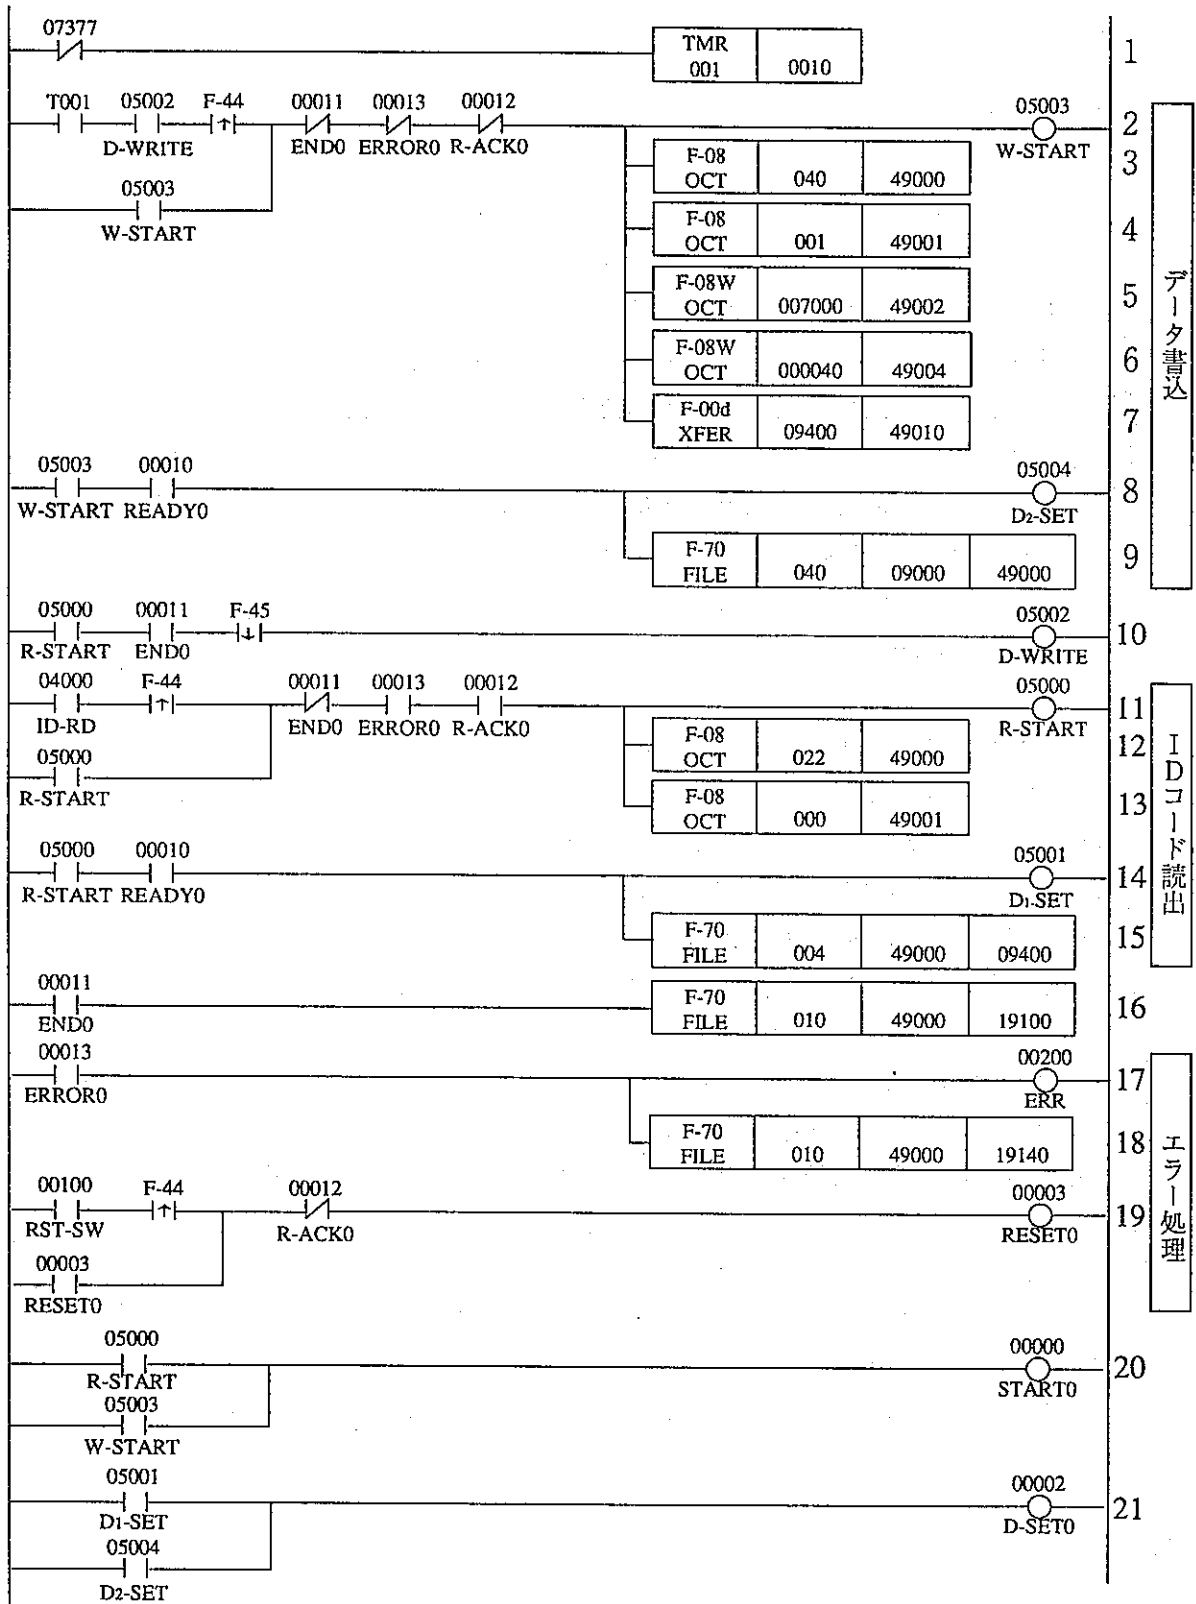 07377
TMR
001 0010
1
T001 05002 F-44 00011 00013 00012 05003
↑
2
D-WRITE END0 ERROR0 R-ACK0 W-START
F-08
OCT 040 49000
3
05003
W-START
F-08
OCT 001 49001
4
F-08W
OCT 007000 49002
5
F-08W
OCT 000040 49004
6
F-00d
XFER 09400 49010
7
データ書込
05003 00010 05004
8
W-START READY0 D2-SET
F-70
FILE 040 09000 49000
9
05000 00011 F-45 05002
↓
10
R-START END0 D-WRITE
04000 F-44 00011 00013 00012 05000
↑
11
ID-RD END0 ERROR0 R-ACK0 R-START
F-08
OCT 022 49000
12
05000
R-START
F-08
OCT 000 49001
13
05000 00010 05001
14
R-START READY0 D1-SET
F-70
FILE 004 49000 09400
15
IDコード読出
00011
END0
F-70
FILE 010 49000 19100
16
00013 00200
17
ERROR0 ERR
F-70
FILE 010 49000 19140
18
00100 F-44 00012 00003
↑
19
RST-SW R-ACK0 RESET0
00003
RESET0
エラー処理
05000 00000
20
R-START START0
05003
W-START
05001 00002
21
D1-SET D-SET0
05004
D2-SET